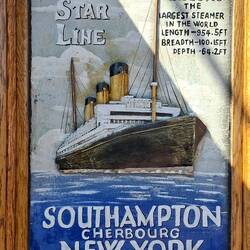 STAR
LINE
THE
LARGEST STEAMER
IN THE WORLD
LENGTH-954.5FT
BREADTH-100.15FT
DEPTH-64.2FT
SOUTHAMPTON
CHERBOURG
NEW YORK